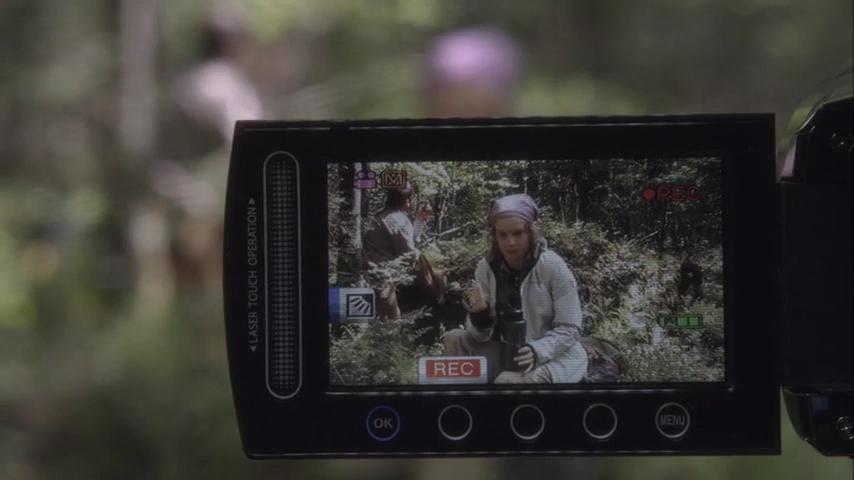 LASER TOUCH OPERATION
M
REC
REC
OK
MENU